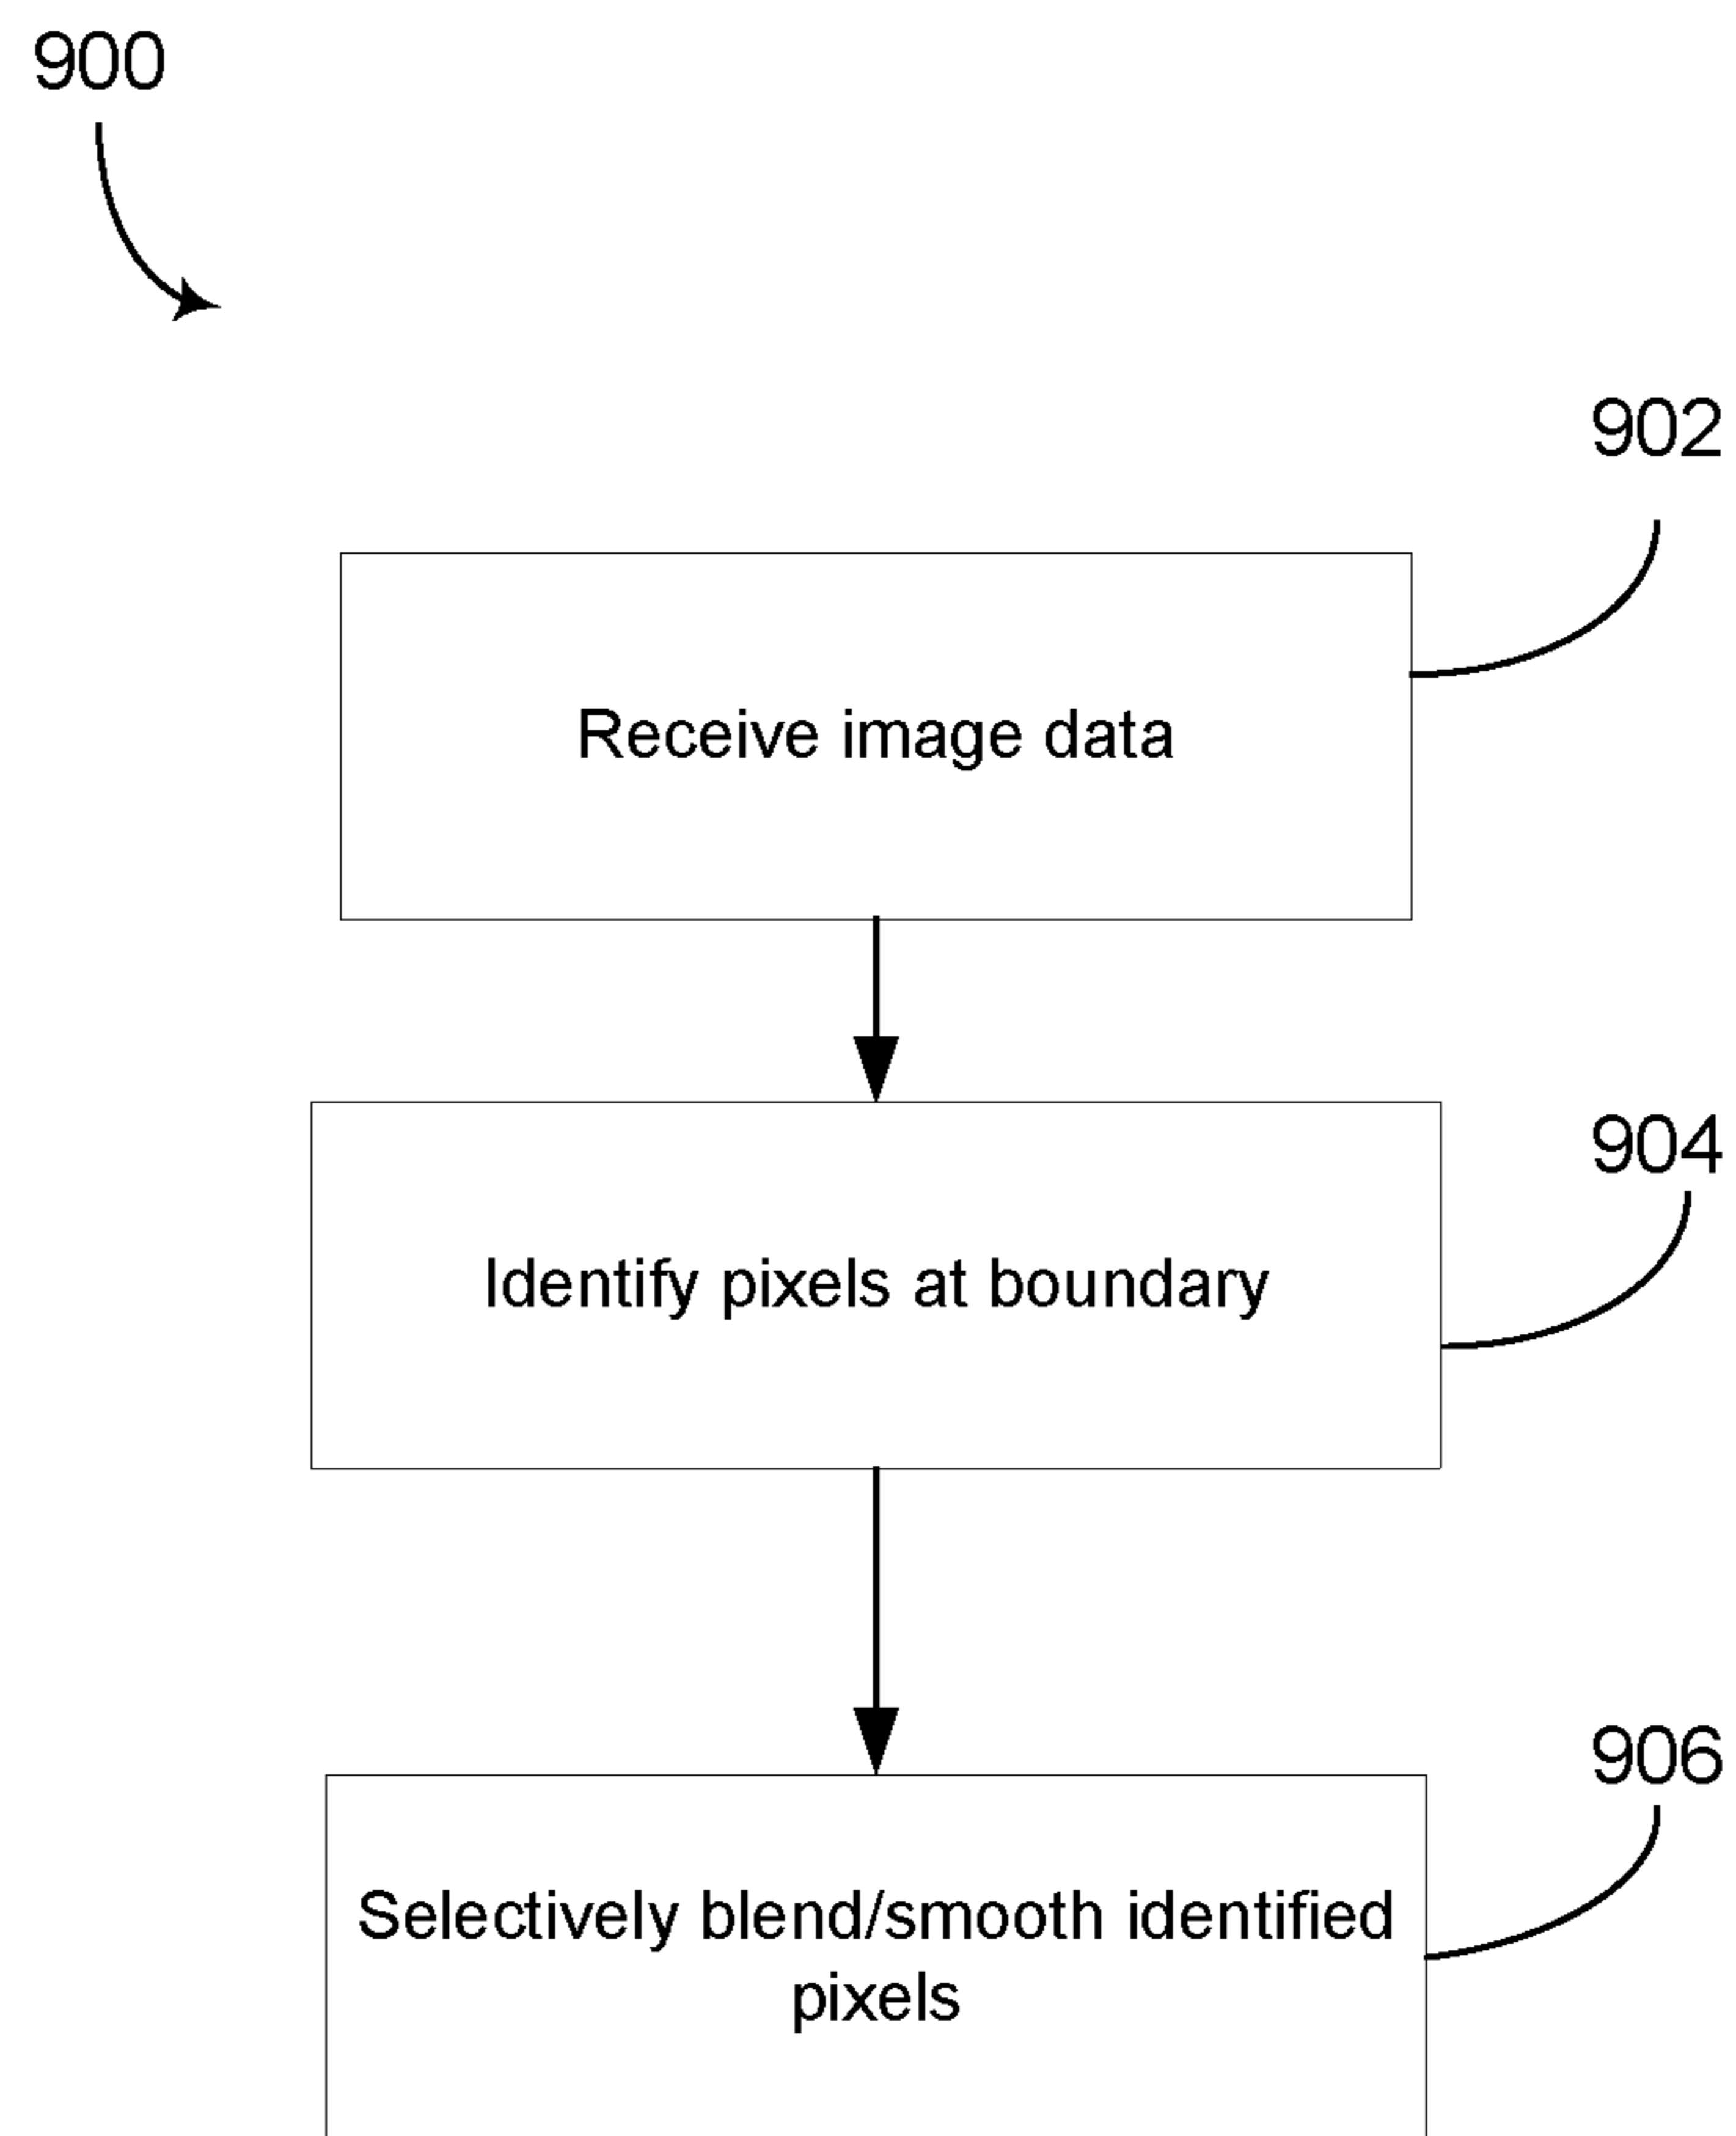 900
902
Receive image data
904
Identify pixels at boundary
906
Selectively blend/smooth identified
pixels